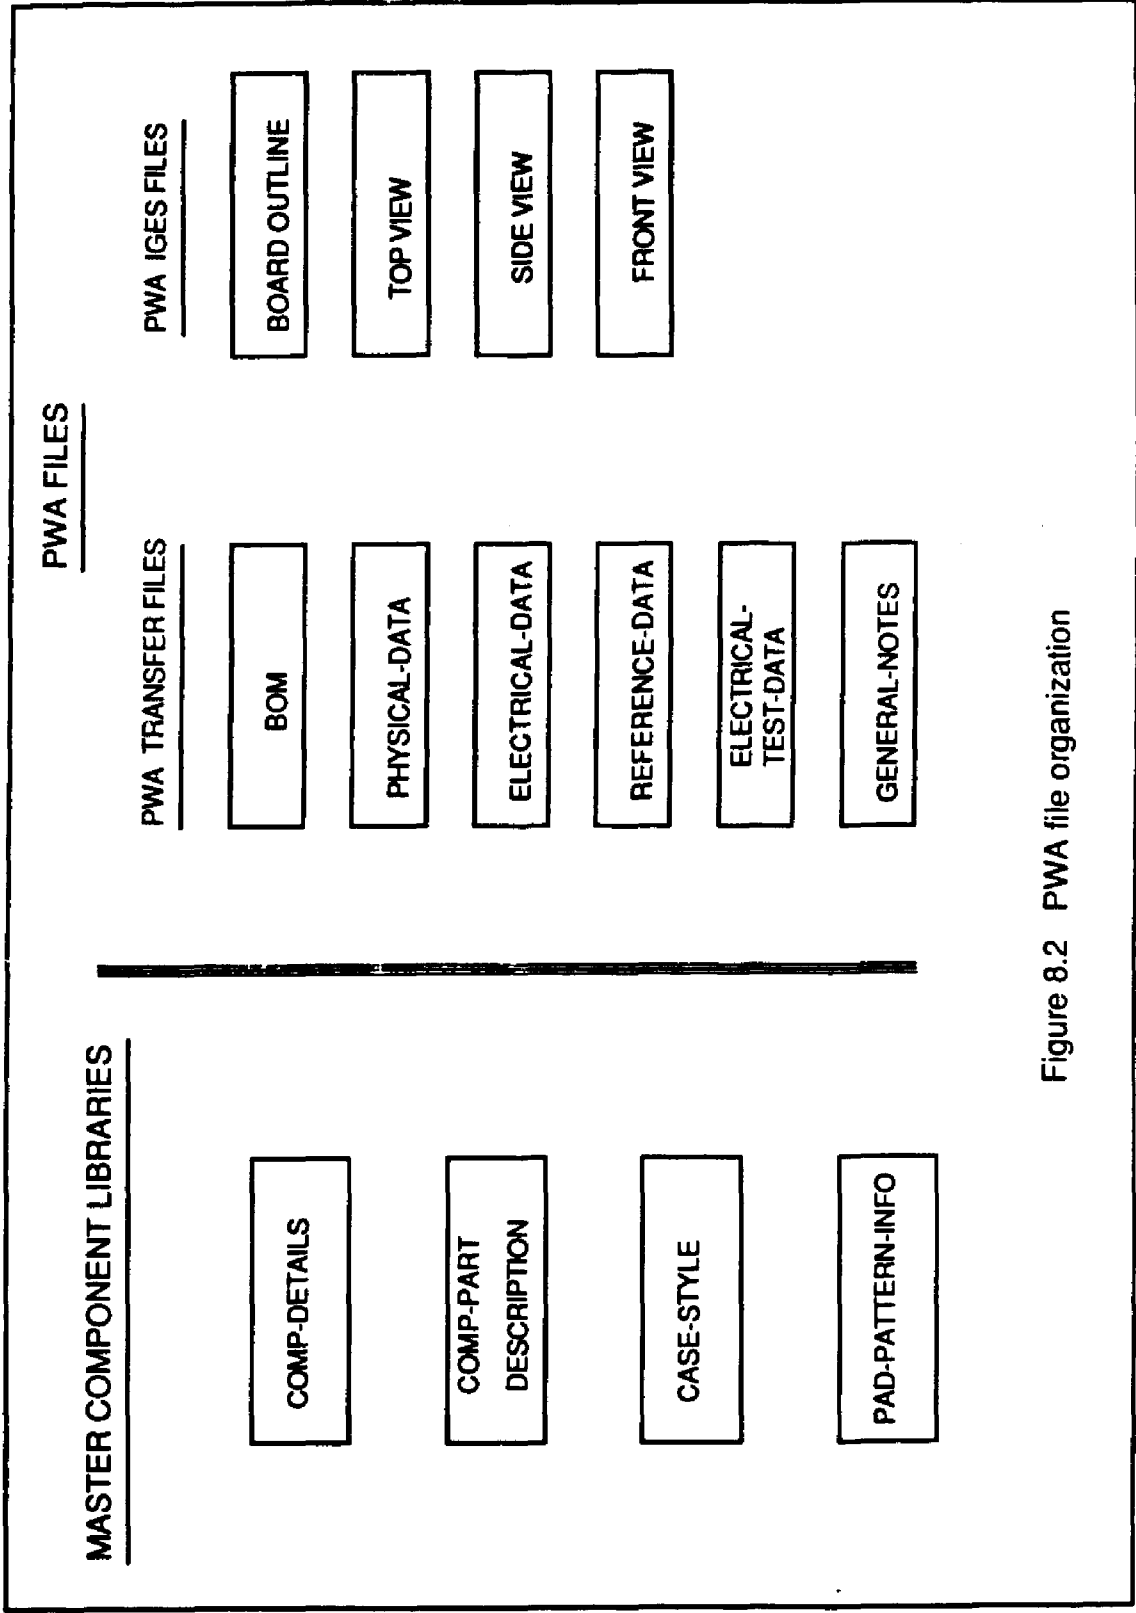 PWA FILES
MASTER COMPONENT LIBRARIES
COMP-DETAILS
COMP-PART
DESCRIPTION
CASE-STYLE
PAD-PATTERN-INFO
PWA TRANSFER FILES
BOM
PHYSICAL-DATA
ELECTRICAL-DATA
REFERENCE-DATA
ELECTRICAL-
TEST-DATA
GENERAL-NOTES
PWA IGES FILES
BOARD OUTLINE
TOP VIEW
SIDE VIEW
FRONT VIEW
Figure 8.2 PWA file organization